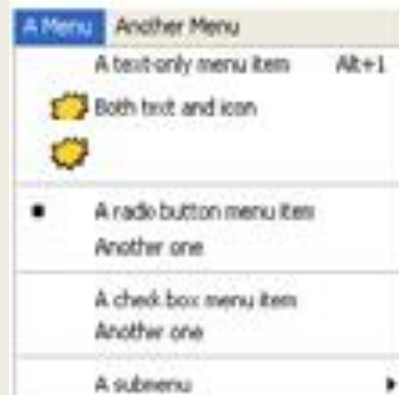 A Menu Another Menu
A text-only menu item Alt+1
Both text and icon
A radio button menu item
Another one
A check box menu item
Another one
A submenu